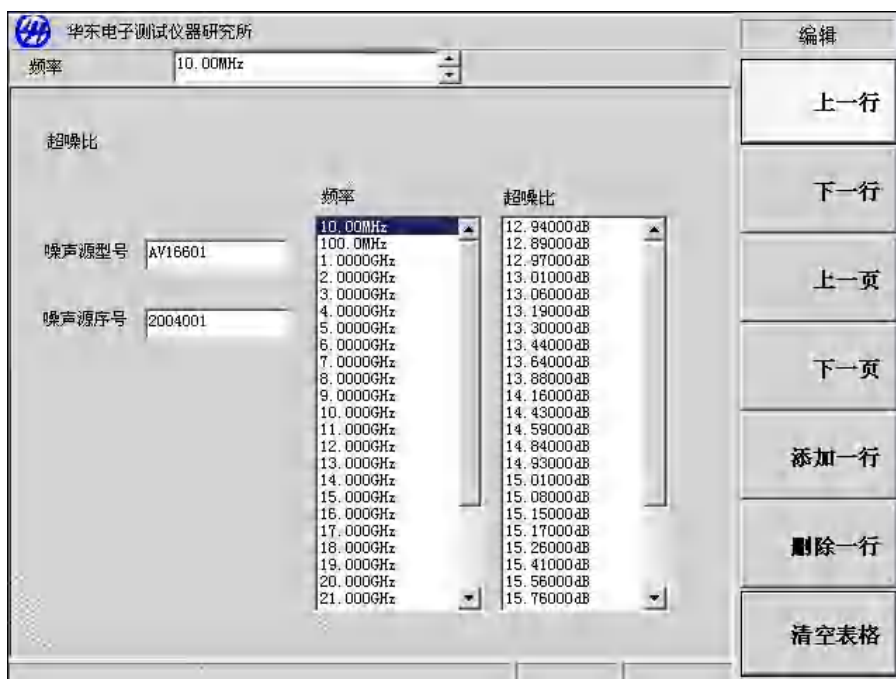 华东电子测试仪器研究所
编辑
频率 10.00MHz
上一行
超噪比
下一行
频率 超噪比
噪声源型号 AV16601
噪声源序号 2004001
10.00MHz 12.94000dB
100.0MHz 12.89000dB
1.0000GHz 12.97000dB
2.0000GHz 13.01000dB
3.0000GHz 13.06000dB
4.0000GHz 13.19000dB
5.0000GHz 13.30000dB
6.0000GHz 13.44000dB
7.0000GHz 13.64000dB
8.0000GHz 13.88000dB
9.0000GHz 14.16000dB
10.000GHz 14.43000dB
11.000GHz 14.59000dB
12.000GHz 14.84000dB
13.000GHz 14.93000dB
14.000GHz 15.01000dB
15.000GHz 15.08000dB
16.000GHz 15.15000dB
17.000GHz 15.17000dB
18.000GHz 15.26000dB
19.000GHz 15.41000dB
20.000GHz 15.56000dB
21.000GHz 15.76000dB
上一页
下一页
添加一行
删除一行
清空表格